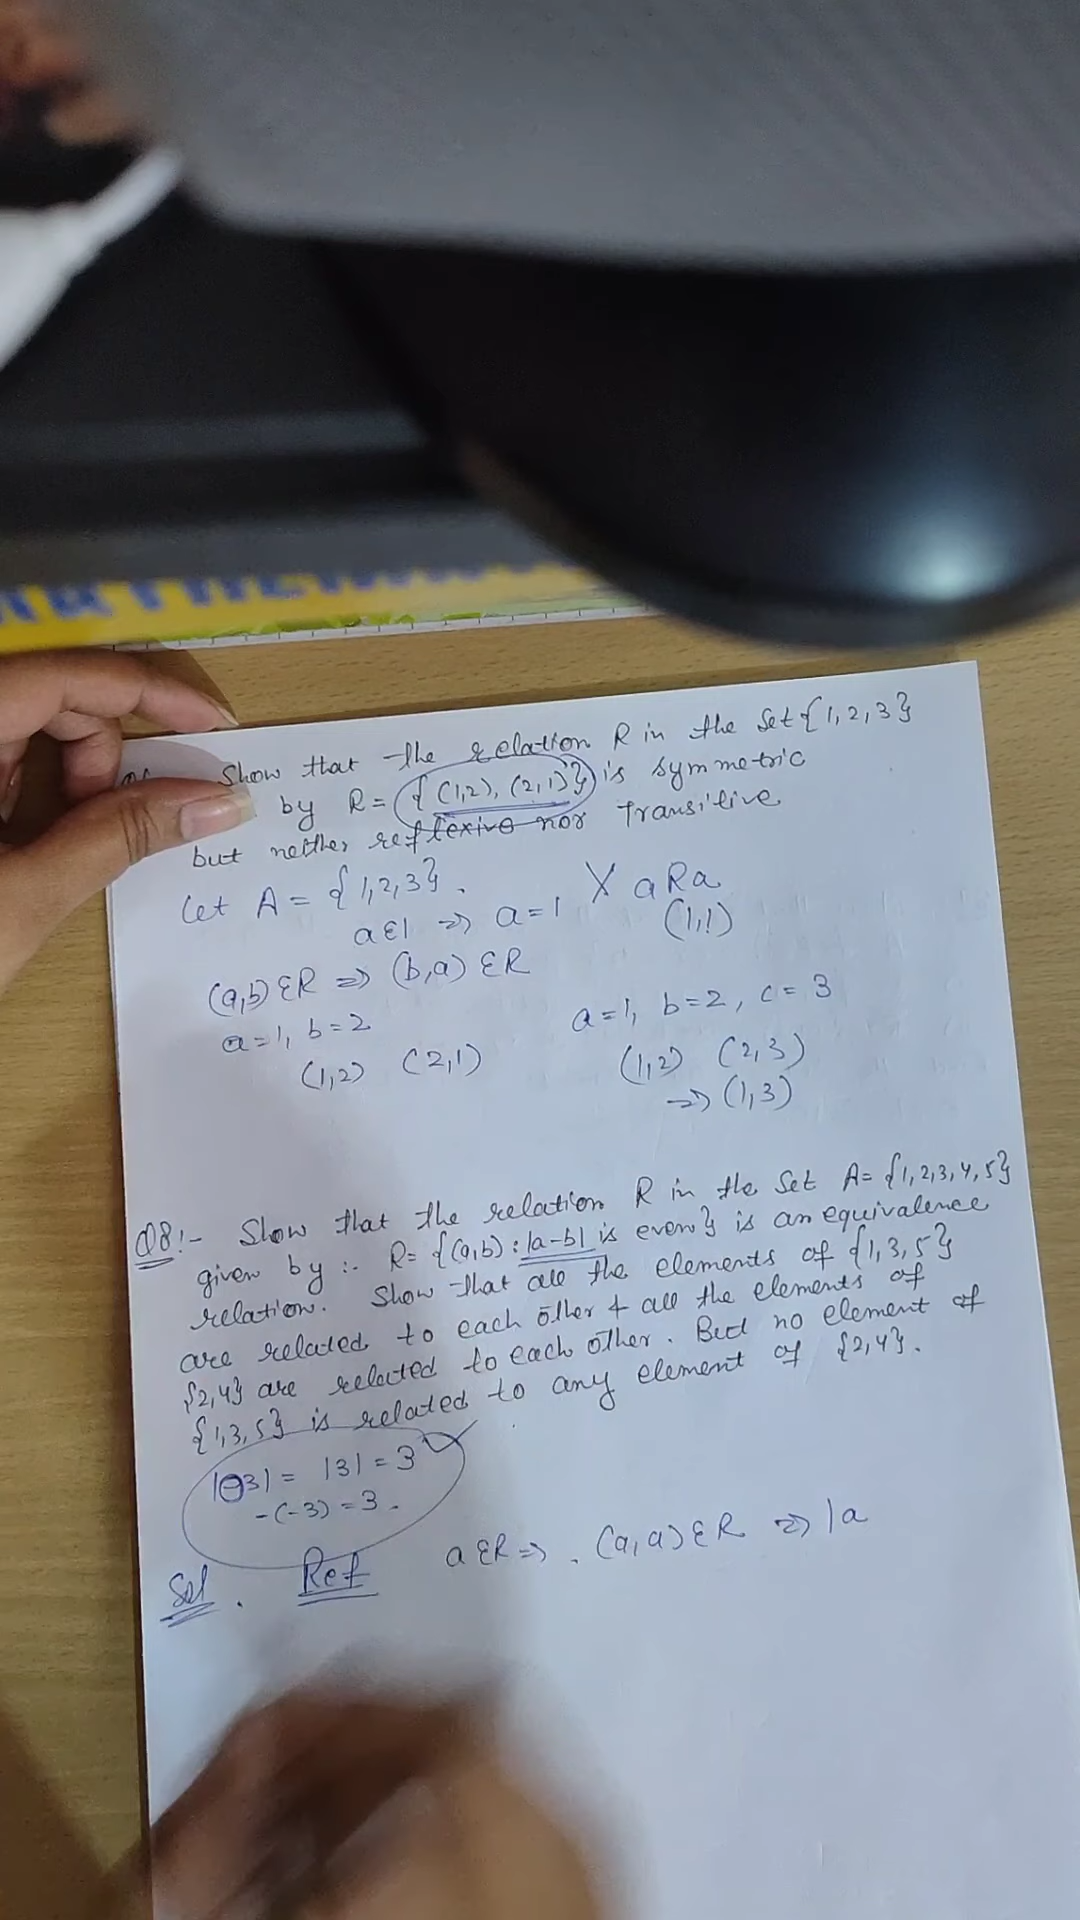 Show that the relation R in the set {1,2,3}
by R = {(1,2), (2,1)} is symmetric
but neither reflexive nor transitive
Let A = {1,2,3}.
a ∈ 1 ⇒ a=1 X aRa
(1,1)
(a,b) ∈ R ⇒ (b,a) ∈ R
a=1, b=2
a=1, b=2, c=3
(1,2) (2,1)
(1,2) (2,3)
⇒ (1,3)
Q8:- Show that the relation R in the set A= {1,2,3,4,5}
given by :- R= {(a,b) : |a-b| is even} is an equivalence
relation. Show that all the elements of {1,3,5}
are related to each other & all the elements of
{2,4} are related to each other. But no element of
{1,3,5} is related to any element of {2,4}.
|-3| = |3| = 3
-(-3) = 3.
Sol. Ref a ∈ R ⇒ . (a,a) ∈ R ⇒ |a